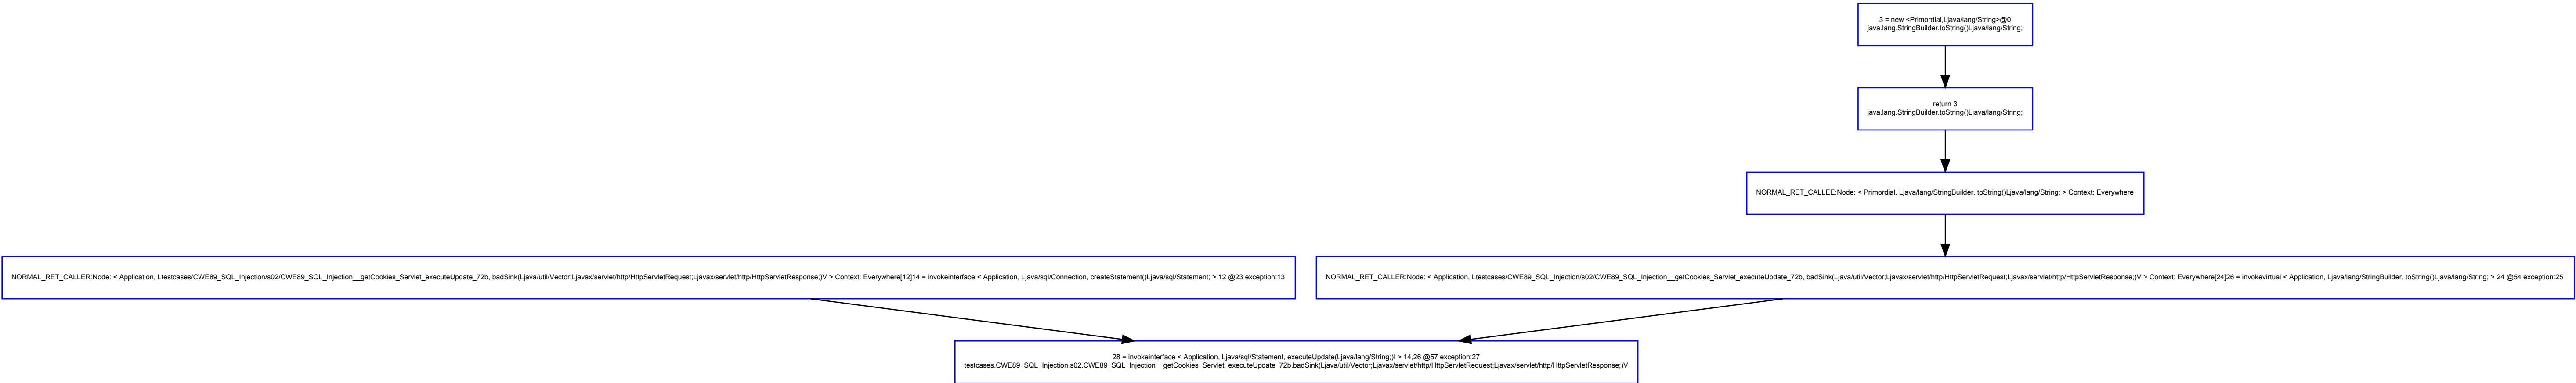 3 = new <Primordial,Ljava/lang/String>@0
java.lang.StringBuilder.toString()Ljava/lang/String;
return 3
java.lang.StringBuilder.toString()Ljava/lang/String;
NORMAL_RET_CALLEE:Node: < Primordial, Ljava/lang/StringBuilder, toString()Ljava/lang/String; > Context: Everywhere
NORMAL_RET_CALLER:Node: < Application, Ltestcases/CWE89_SQL_Injection/s02/CWE89_SQL_Injection__getCookies_Servlet_executeUpdate_72b, badSink(Ljava/util/Vector;Ljavax/servlet/http/HttpServletRequest;Ljavax/servlet/http/HttpServletResponse;)V > Context: Everywhere[12]14 = invokeinterface < Application, Ljava/sql/Connection, createStatement()Ljava/sql/Statement; > 12 @23 exception:13
NORMAL_RET_CALLER:Node: < Application, Ltestcases/CWE89_SQL_Injection/s02/CWE89_SQL_Injection__getCookies_Servlet_executeUpdate_72b, badSink(Ljava/util/Vector;Ljavax/servlet/http/HttpServletRequest;Ljavax/servlet/http/HttpServletResponse;)V > Context: Everywhere[24]26 = invokevirtual < Application, Ljava/lang/StringBuilder, toString()Ljava/lang/String; > 24 @54 exception:25
28 = invokeinterface < Application, Ljava/sql/Statement, executeUpdate(Ljava/lang/String;)I > 14,26 @57 exception:27
testcases.CWE89_SQL_Injection.s02.CWE89_SQL_Injection__getCookies_Servlet_executeUpdate_72b.badSink(Ljava/util/Vector;Ljavax/servlet/http/HttpServletRequest;Ljavax/servlet/http/HttpServletResponse;)V